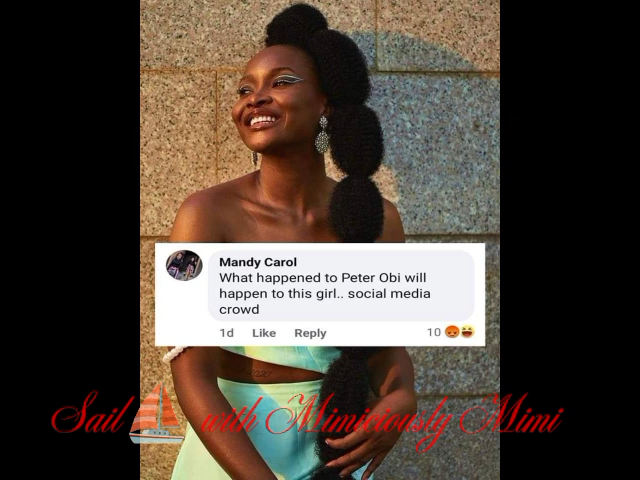 Mandy Carol
What happened to Peter Obi will
happen to this girl.. social media
crowd
1d Like Reply 10
Sail with Mimiciously Mimi